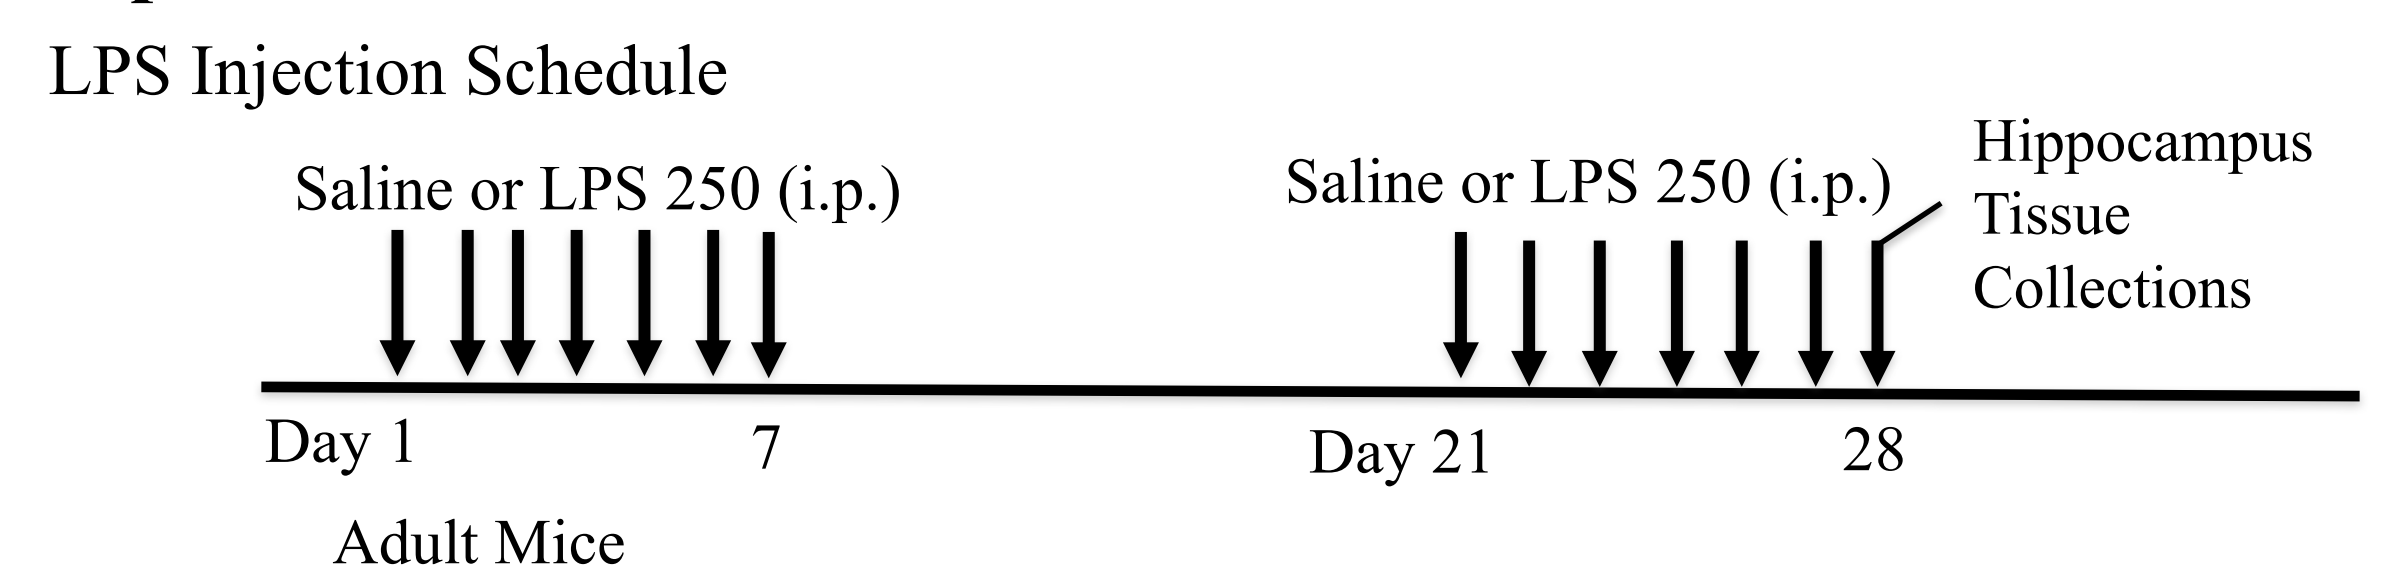 LPS Injection Schedule
Saline or LPS 250 (i.p.)
Saline or LPS 250 (i.p.)
Hippocampus
Tissue
Collections
Day 1
7
Day 21
28
Adult Mice